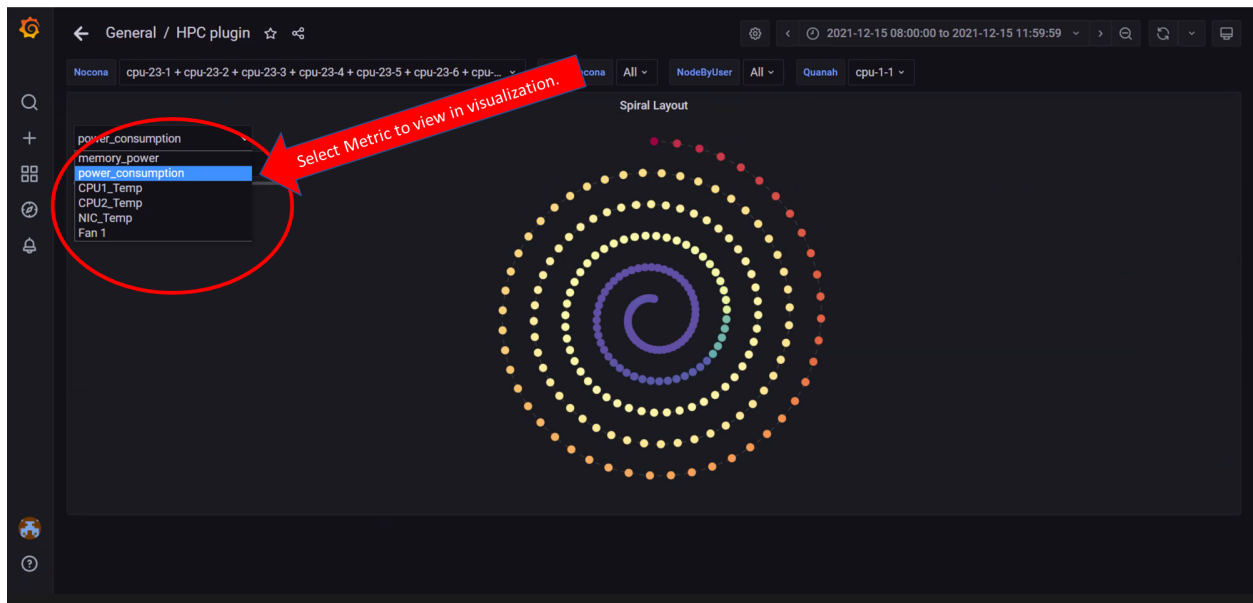 General / HPC plugin
2021-12-15 08:00:00 to 2021-12-15 11:59:59
Nocona cpu-23-1 + cpu-23-2 + cpu-23-3 + cpu-23-4 + cpu-23-5 + cpu-23-6 + cpu-... All NodeByUser All Quanah cpu-1-1
Spiral Layout
Select Metric to view in visualization.
power_consumption
memory_power
power_consumption
CPU1_Temp
CPU2_Temp
NIC_Temp
Fan 1